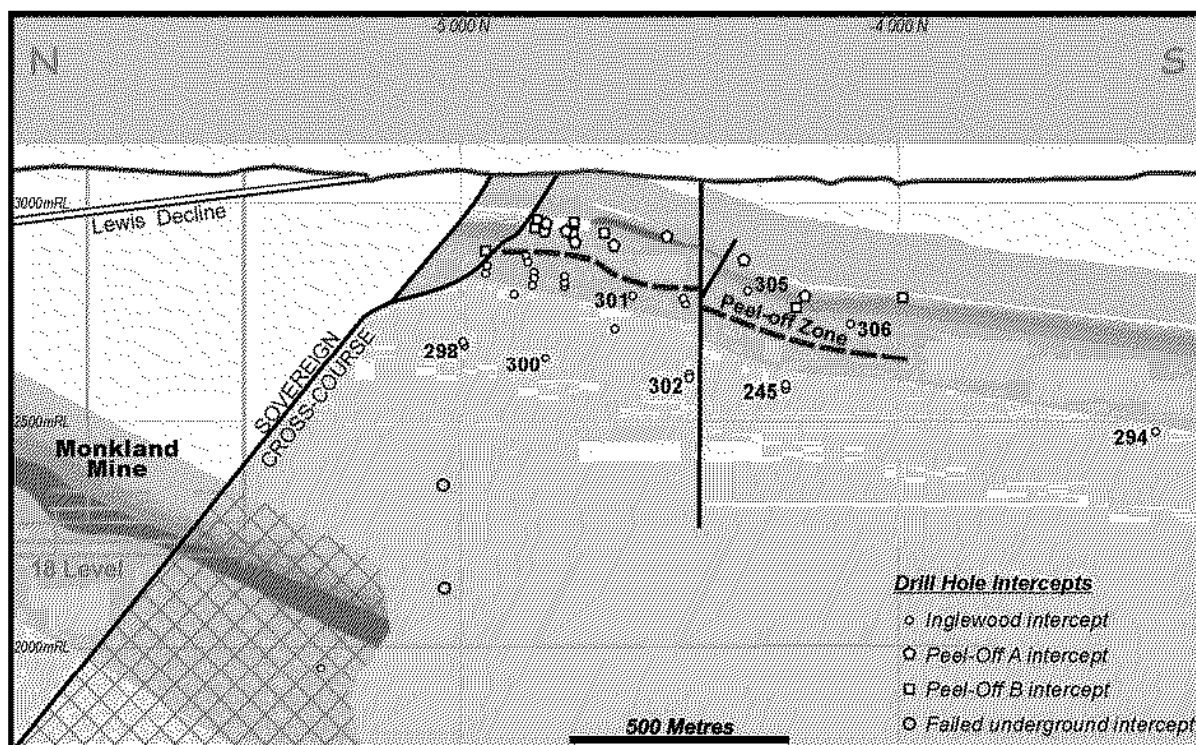 -5 000 N
-4 000 N
N
S
3000mRL
Lewis Decline
305
301
306
Peel-off Zone
298
300
302
245
SOVEREIGN
CROSS-COURSE
2500mRL
294
Monkland
Mine
18 Level
Drill Hole Intercepts
Inglewood intercept
Peel-Off A intercept
2000mRL
Peel-Off B intercept
Failed underground intercept
500 Metres